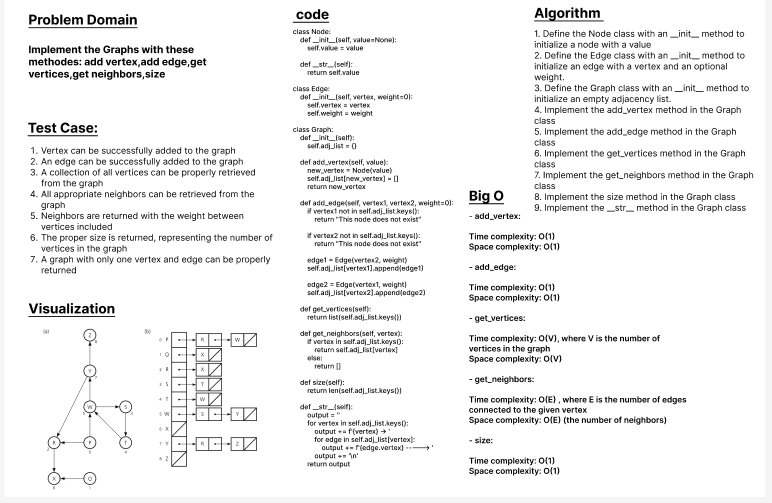 Problem Domain
Implement the Graphs with these
methodes: add vertex,add edge,get
vertices,get neighbors,size
Test Case:
1. Vertex can be successfully added to the graph
2. An edge can be successfully added to the graph
3. A collection of all vertices can be properly retrieved
from the graph
4. All appropriate neighbors can be retrieved from the
graph
5. Neighbors are returned with the weight between
vertices included
6. The proper size is returned, representing the number of
vertices in the graph
7. A graph with only one vertex and edge can be properly
returned
Visualization
(a)
Z
Y
W
S
R
P
T
X
Q
(b)
0 P R W
1 Q X
2 R X
3 S T
4 T W
5 W S Y
6 X
7 Y R Z
8 Z
code
class Node:
def __init__(self, value=None):
self.value = value
def __str__(self):
return self.value
class Edge:
def __init__(self, vertex, weight=0):
self.vertex = vertex
self.weight = weight
class Graph:
def __init__(self):
self.adj_list = {}
def add_vertex(self, value):
new_vertex = Node(value)
self.adj_list[new_vertex] = []
return new_vertex
def add_edge(self, vertex1, vertex2, weight=0):
if vertex1 not in self.adj_list.keys():
return "This node does not exist"
if vertex2 not in self.adj_list.keys():
return "This node does not exist"
edge1 = Edge(vertex2, weight)
self.adj_list[vertex1].append(edge1)
edge2 = Edge(vertex1, weight)
self.adj_list[vertex2].append(edge2)
def get_vertices(self):
return list(self.adj_list.keys())
def get_neighbors(self, vertex):
if vertex in self.adj_list.keys():
return self.adj_list[vertex]
else:
return []
def size(self):
return len(self.adj_list.keys())
def __str__(self):
output = ''
for vertex in self.adj_list.keys():
output += f'{vertex} → '
for edge in self.adj_list[vertex]:
output += f'{edge.vertex} -----> '
output += '\n'
return output
Algorithm
1. Define the Node class with an __init__ method to
initialize a node with a value
2. Define the Edge class with an __init__ method to
initialize an edge with a vertex and an optional
weight.
3. Define the Graph class with an __init__ method to
initialize an empty adjacency list.
4. Implement the add_vertex method in the Graph
class
5. Implement the add_edge method in the Graph
class
6. Implement the get_vertices method in the Graph
class
7. Implement the get_neighbors method in the Graph
class
8. Implement the size method in the Graph class
9. Implement the __str__ method in the Graph class
Big O
- add_vertex:
Time complexity: O(1)
Space complexity: O(1)
- add_edge:
Time complexity: O(1)
Space complexity: O(1)
- get_vertices:
Time complexity: O(V), where V is the number of
vertices in the graph
Space complexity: O(V)
- get_neighbors:
Time complexity: O(E) , where E is the number of edges
connected to the given vertex
Space complexity: O(E) (the number of neighbors)
- size:
Time complexity: O(1)
Space complexity: O(1)